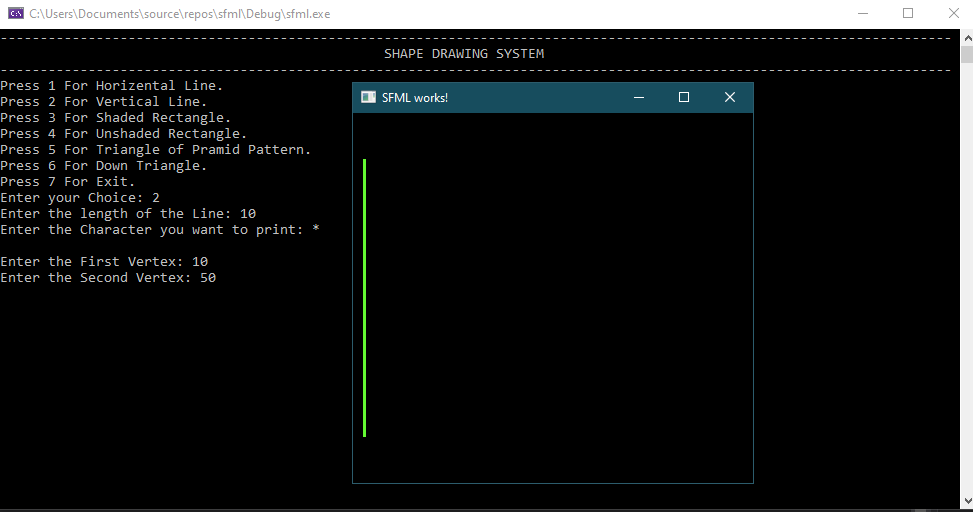 C:\Users\Documents\source\repos\sfml\Debug\sfml.exe
-----------------------------------------------------------------------------------------------------------------------
SHAPE DRAWING SYSTEM
-----------------------------------------------------------------------------------------------------------------------
Press 1 For Horizental Line.
Press 2 For Vertical Line.
Press 3 For Shaded Rectangle.
Press 4 For Unshaded Rectangle.
Press 5 For Triangle of Pramid Pattern.
Press 6 For Down Triangle.
Press 7 For Exit.
Enter your Choice: 2
Enter the length of the Line: 10
Enter the Character you want to print: *
Enter the First Vertex: 10
Enter the Second Vertex: 50
SFML works!